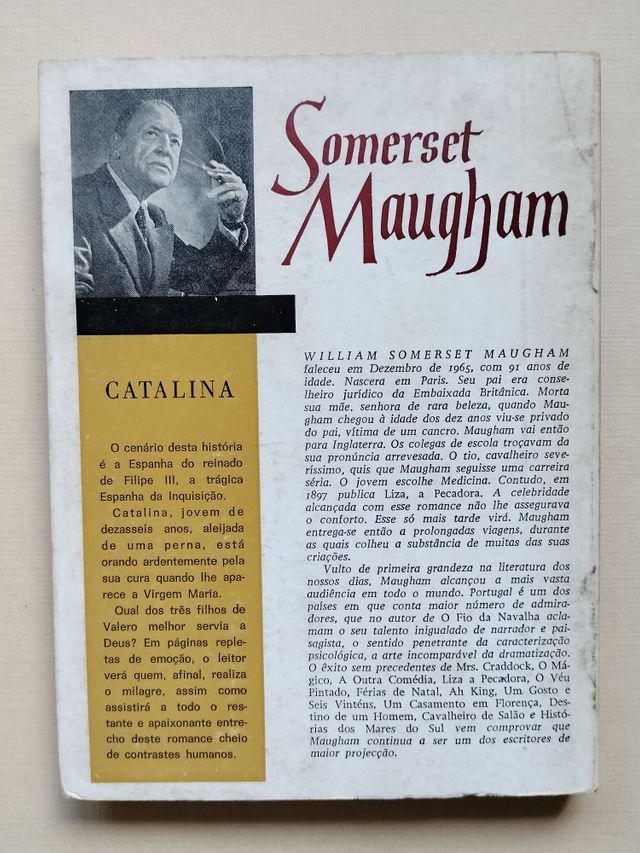 Somerset
Maugham
CATALINA
O cenário desta história
é a Espanha do reinado
de Filipe III, a trágica
Espanha da Inquisição.
Catalina, jovem de
dezasseis anos, aleijada
de uma perna, está
orando ardentemente pela
sua cura quando lhe apa-
rece a Virgem Maria.
Qual dos três filhos de
Valero melhor servia a
Deus? Em páginas reple-
tas de emoção, o leitor
verá quem, afinal, realiza
o milagre, assim como
assistirá a todo o res-
tante e apaixonante entre-
cho deste romance cheio
de contrastes humanos.
WILLIAM SOMERSET MAUGHAM
faleceu em Dezembro de 1965, com 91 anos de
idade. Nascera em Paris. Seu pai era conse-
lheiro jurídico da Embaixada Britânica. Morta
sua mãe, senhora de rara beleza, quando Mau-
gham chegou à idade dos dez anos viu-se privado
do pai, vítima de um cancro. Maugham vai então
para Inglaterra. Os colegas de escola troçavam da
sua pronúncia arrevesada. O tio, cavalheiro seve-
ríssimo, quis que Maugham seguisse uma carreira
séria. O jovem escolhe Medicina. Contudo, em
1897 publica Liza, a Pecadora. A celebridade
alcançada com esse romance não lhe assegurava
o conforto. Esse só mais tarde virá. Maugham
entrega-se então a prolongadas viagens, durante
as quais colheu a substância de muitas das suas
criações.
Vulto de primeira grandeza na literatura dos
nossos dias, Maugham alcançou a mais vasta
audiência em todo o mundo. Portugal é um dos
países em que conta maior número de admira-
dores, que no autor de O Fio da Navalha acla-
mam o seu talento inigualado de narrador e pai-
sagista, o sentido penetrante da caracterização
psicológica, a arte incomparável da dramatização.
O êxito sem precedentes de Mrs. Craddock, O Má-
gico, A Outra Comédia, Liza a Pecadora, O Véu
Pintado, Férias de Natal, Ah King, Um Gosto e
Seis Vinténs, Um Casamento em Florença, Des-
tino de um Homem, Cavalheiro de Salão e Histó-
rias dos Mares do Sul vem comprovar que
Maugham continua a ser um dos escritores de
maior projecção.